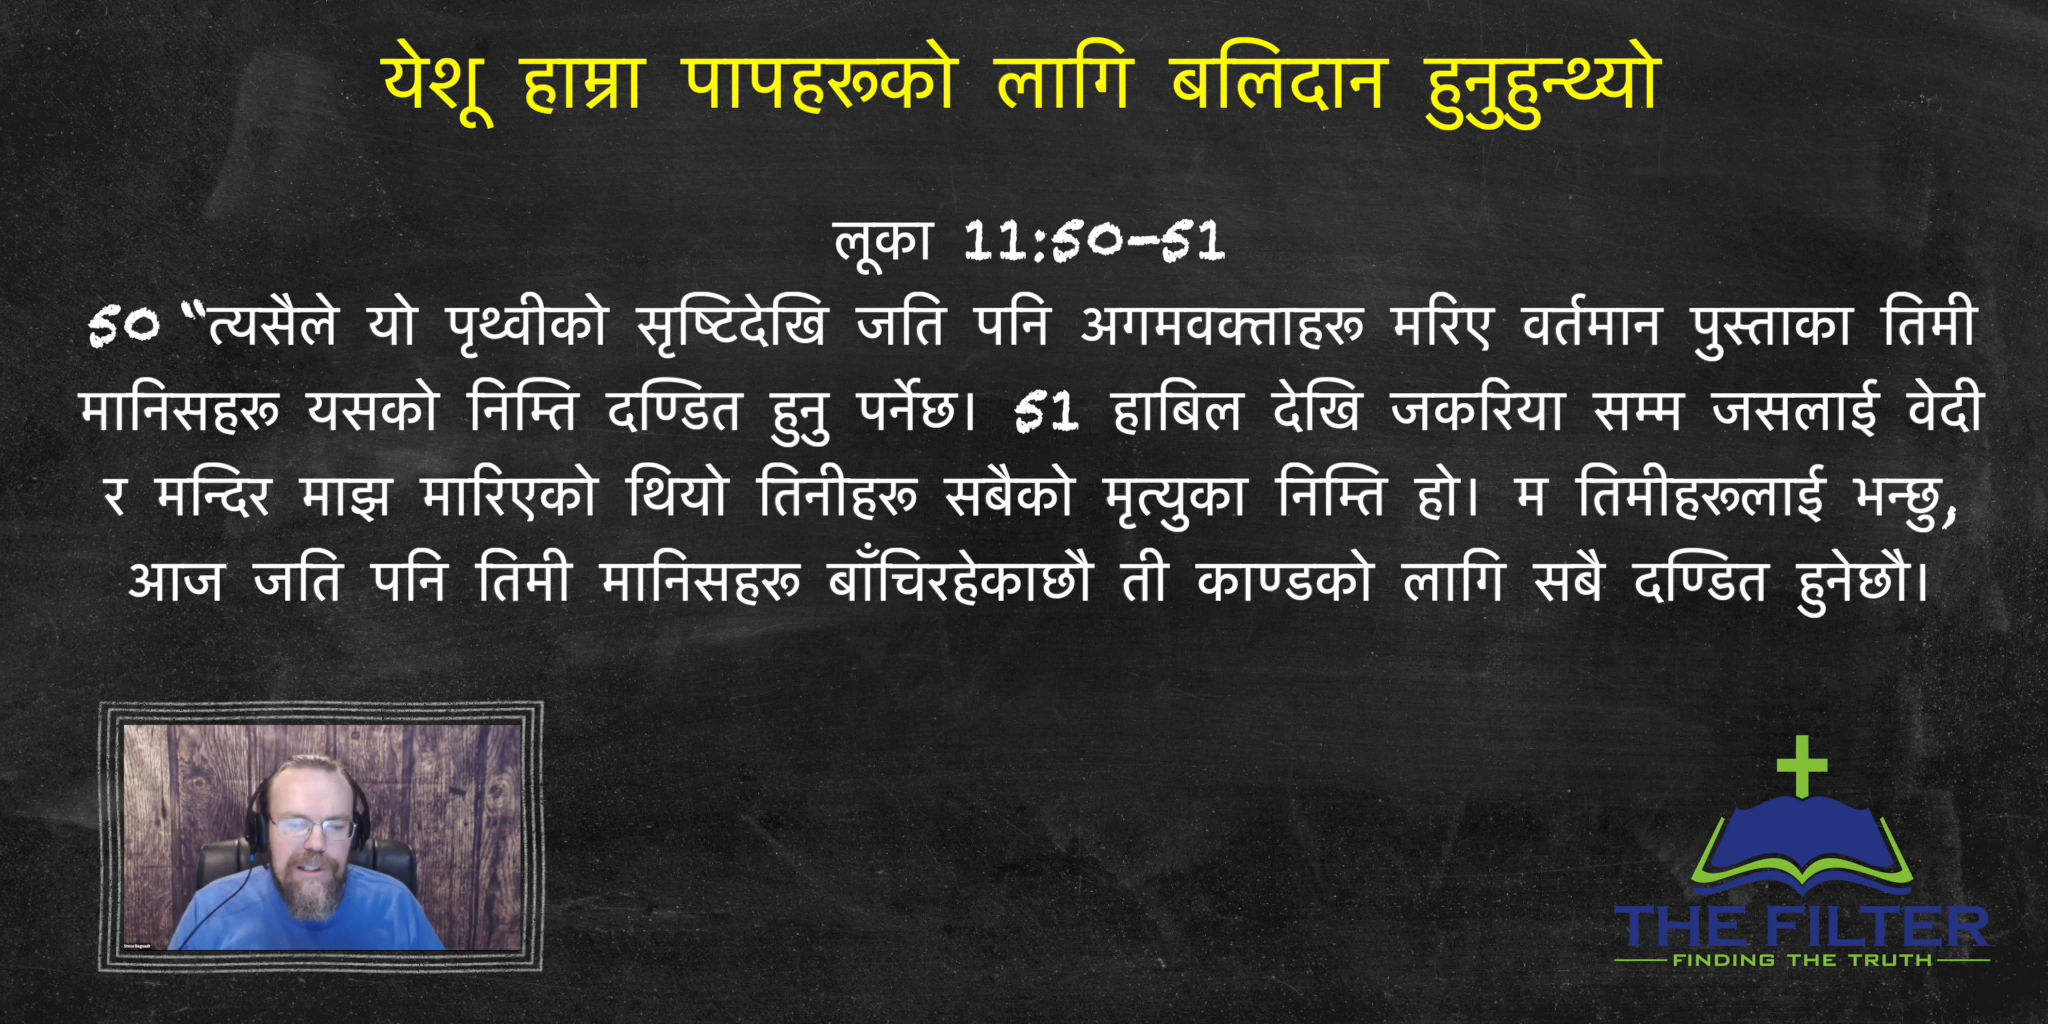 येशू हाम्रा पापहरूको लागि बलिदान हुनुहुन्थ्यो
लूका 11:50-51
50 “त्यसैले यो पृथ्वीको सृष्टिदेखि जति पनि अगमवक्ताहरू मरिए वर्तमान पुस्ताका तिमी
मानिसहरू यसको निम्ति दण्डित हुनु पर्नेछ। 51 हाबिल देखि जकरिया सम्म जसलाई वेदी
र मन्दिर माझ मारिएको थियो तिनीहरू सबैको मृत्युका निम्ति हो। म तिमीहरूलाई भन्छु,
आज जति पनि तिमी मानिसहरू बाँचिरहेकाछौ ती काण्डको लागि सबै दण्डित हुनेछौ।
THE FILTER
FINDING THE TRUTH